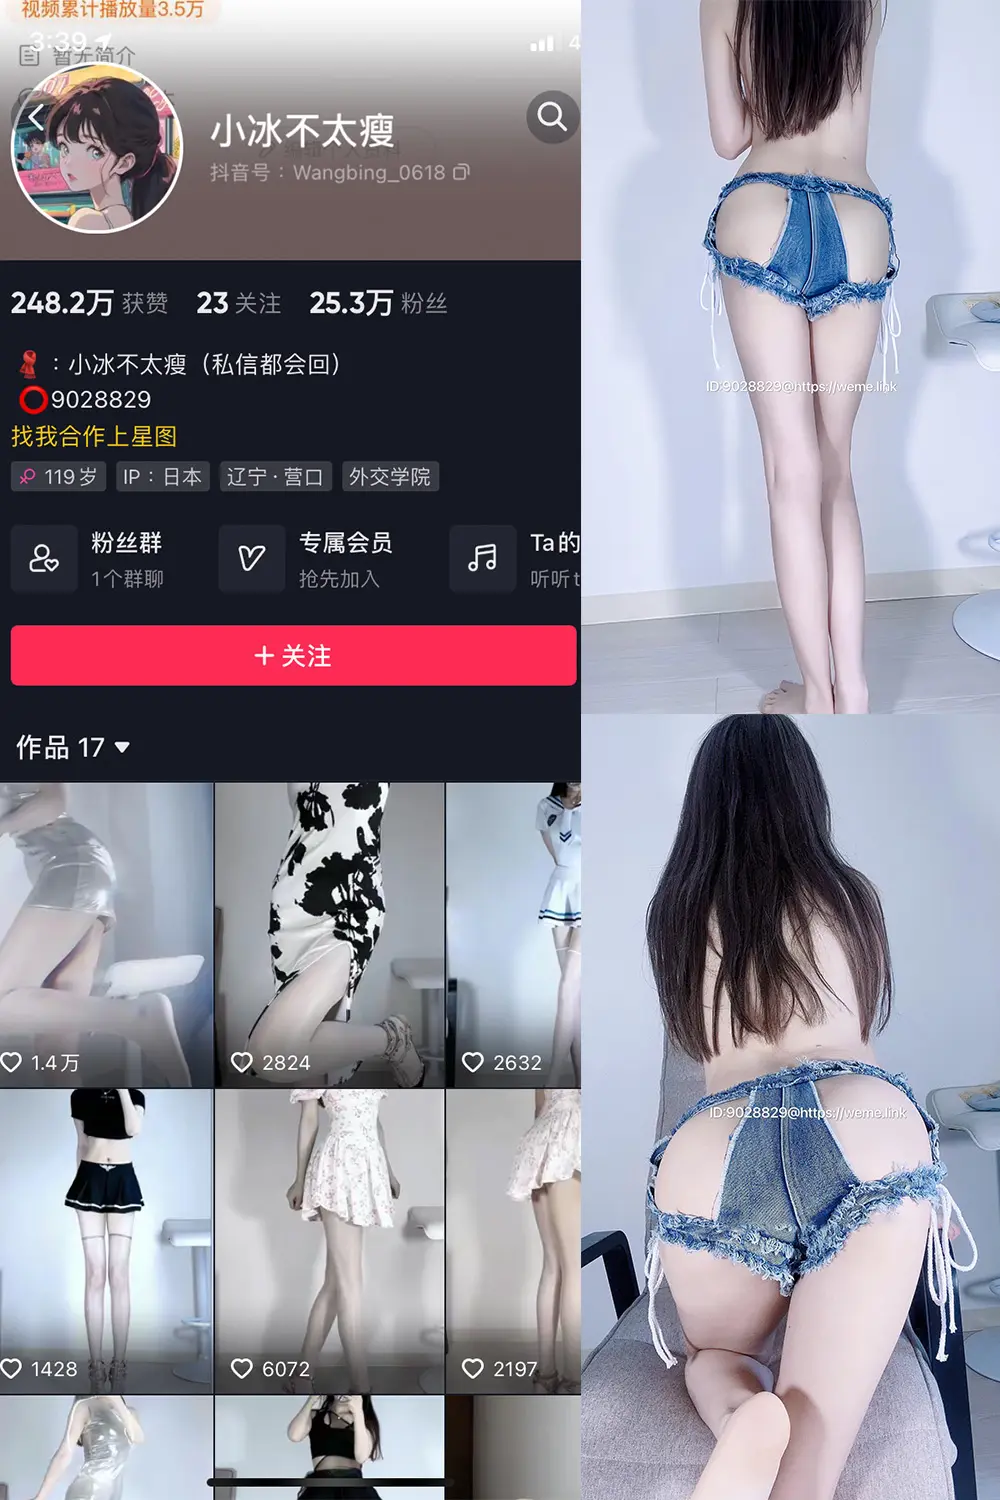 视频累计播放量3.5万
3:39
4
暂无简介
小冰不太瘦
抖音号：Wangbing_0618
248.2万 获赞 23 关注 25.3万 粉丝
：小冰不太瘦（私信都会回）
9028829
找我合作上星图
119岁 IP：日本 辽宁·营口 外交学院
粉丝群 专属会员 Ta的
1个群聊 抢先加入 听听t
+ 关注
作品 17
1.4万 2824 2632
1428 6072 2197
ID:9028829@https://weme.link
ID:9028829@https://weme.link